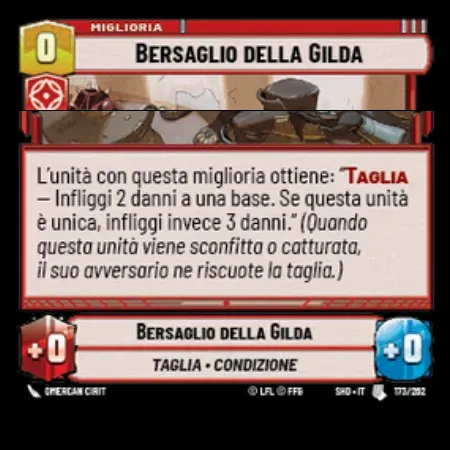 MIGLIORIA
0
BERSAGLIO DELLA GILDA
L'unità con questa miglioria ottiene: "TAGLIA
– Infliggi 2 danni a una base. Se questa unità
è unica, infliggi invece 3 danni." (Quando
questa unità viene sconfitta o catturata,
il suo avversario ne riscuote la taglia.)
+0
BERSAGLIO DELLA GILDA
+0
TAGLIA • CONDIZIONE
OMERCAN CIRIT
© LFL © FFG
SHD • IT
173/262